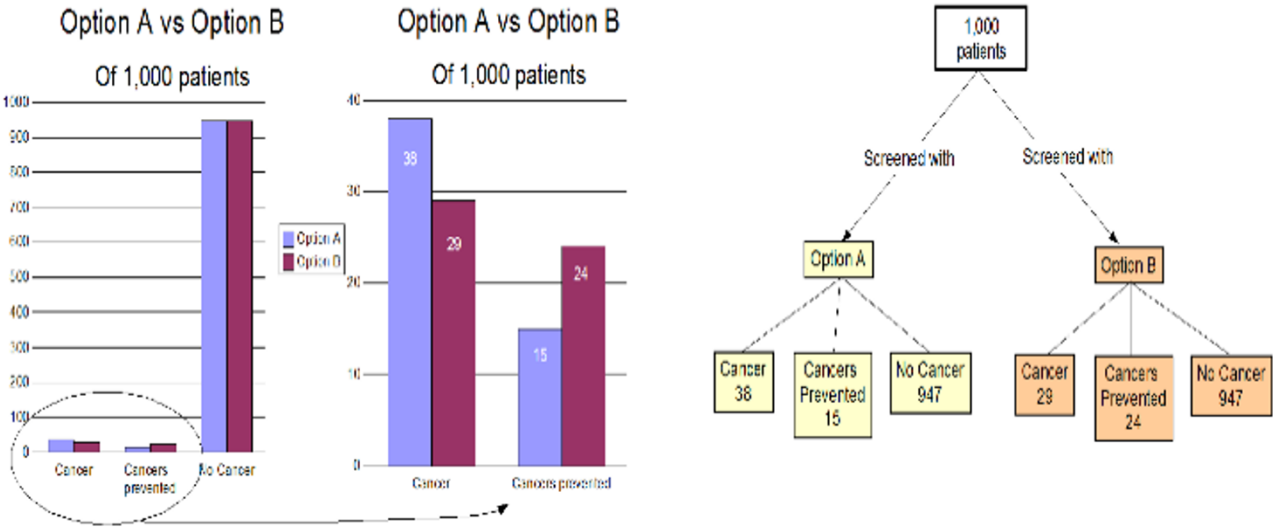 Option A vs Option B
Of 1,000 patients
1000
900
800
700
600
500
400
300
200
100
0
Cancer
Cancers
prevented
No Cancer
Option A
Option B
Option A vs Option B
Of 1,000 patients
40
30
20
10
0
38
29
15
24
Cancer
Cancers prevented
1,000
patients
Screened with
Screened with
Option A
Option B
Cancer
38
Cancers
Prevented
15
No Cancer
947
Cancer
29
Cancers
Prevented
24
No Cancer
947